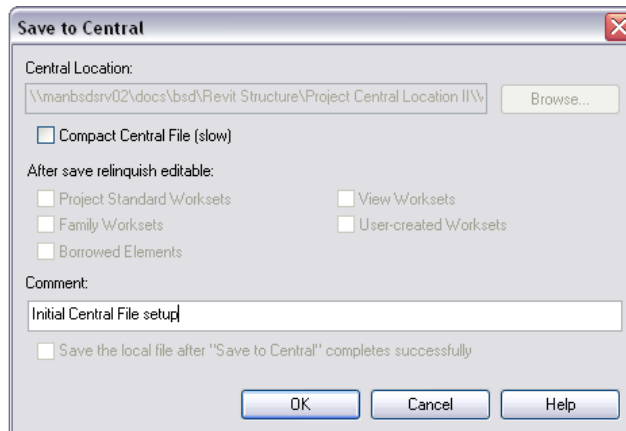 Save to Central
Central Location:
\\manbsdsrv02\docs\bsd\Revit Structure\Project Central Location II\\
Browse...
Compact Central File (slow)
After save relinquish editable:
Project Standard Worksets
View Worksets
Family Worksets
User-created Worksets
Borrowed Elements
Comment:
Initial Central File setup
Save the local file after "Save to Central" completes successfully
OK
Cancel
Help